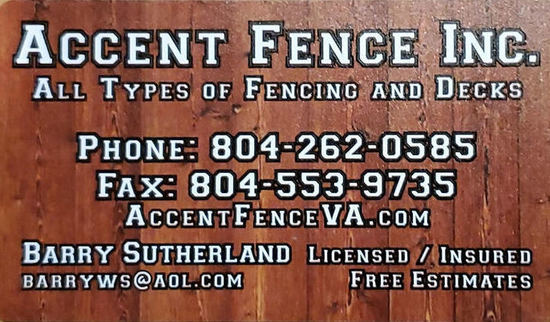 Accent Fence Inc.
All Types of Fencing and Decks
Phone: 804-262-0585
Fax: 804-553-9735
AccentFenceVA.com
Barry Sutherland Licensed / Insured
barryws@aol.com Free Estimates